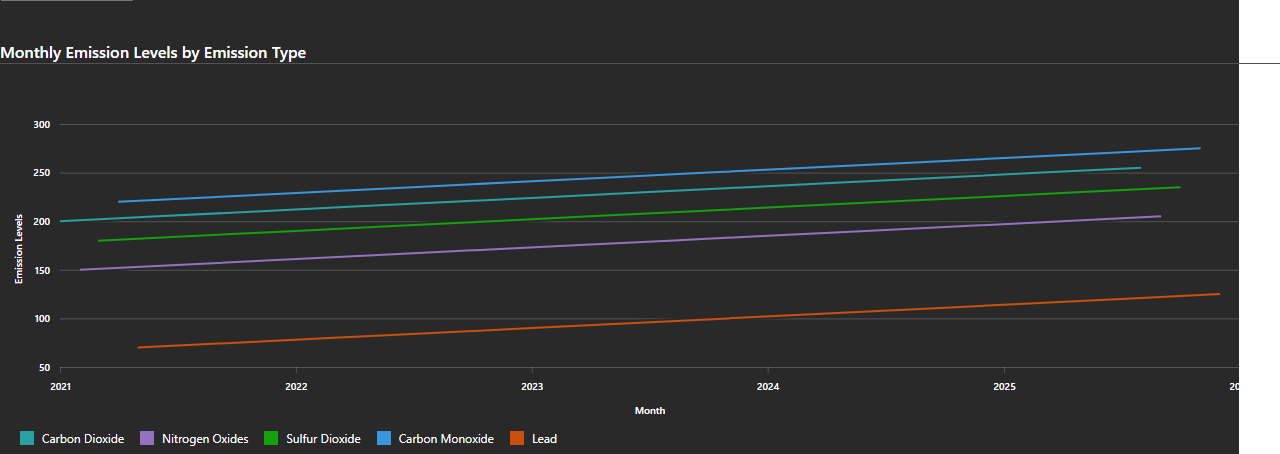 Monthly Emission Levels by Emission Type
300
250
200
150
100
50
Emission Levels
2021 2022 2023 2024 2025 20
Month
Carbon Dioxide Nitrogen Oxides Sulfur Dioxide Carbon Monoxide Lead